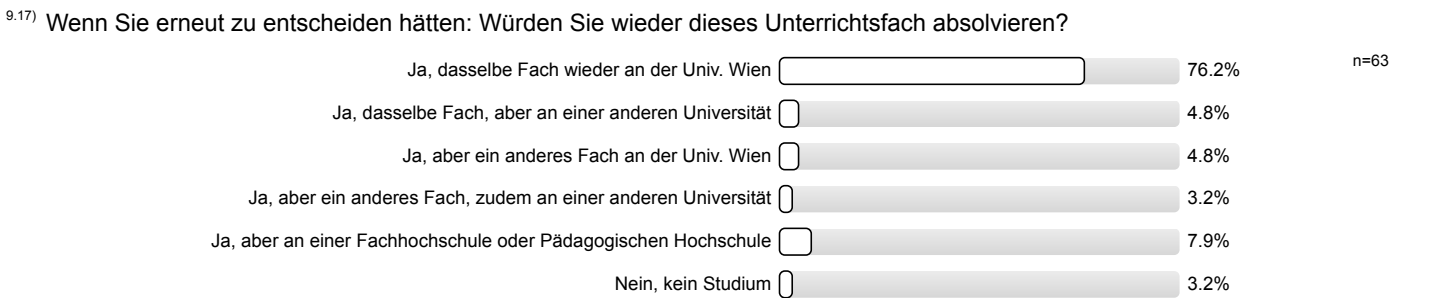 9.17) Wenn Sie erneut zu entscheiden hätten: Würden Sie wieder dieses Unterrichtsfach absolvieren?
Ja, dasselbe Fach wieder an der Univ. Wien 76.2% n=63
Ja, dasselbe Fach, aber an einer anderen Universität 4.8%
Ja, aber ein anderes Fach an der Univ. Wien 4.8%
Ja, aber ein anderes Fach, zudem an einer anderen Universität 3.2%
Ja, aber an einer Fachhochschule oder Pädagogischen Hochschule 7.9%
Nein, kein Studium 3.2%